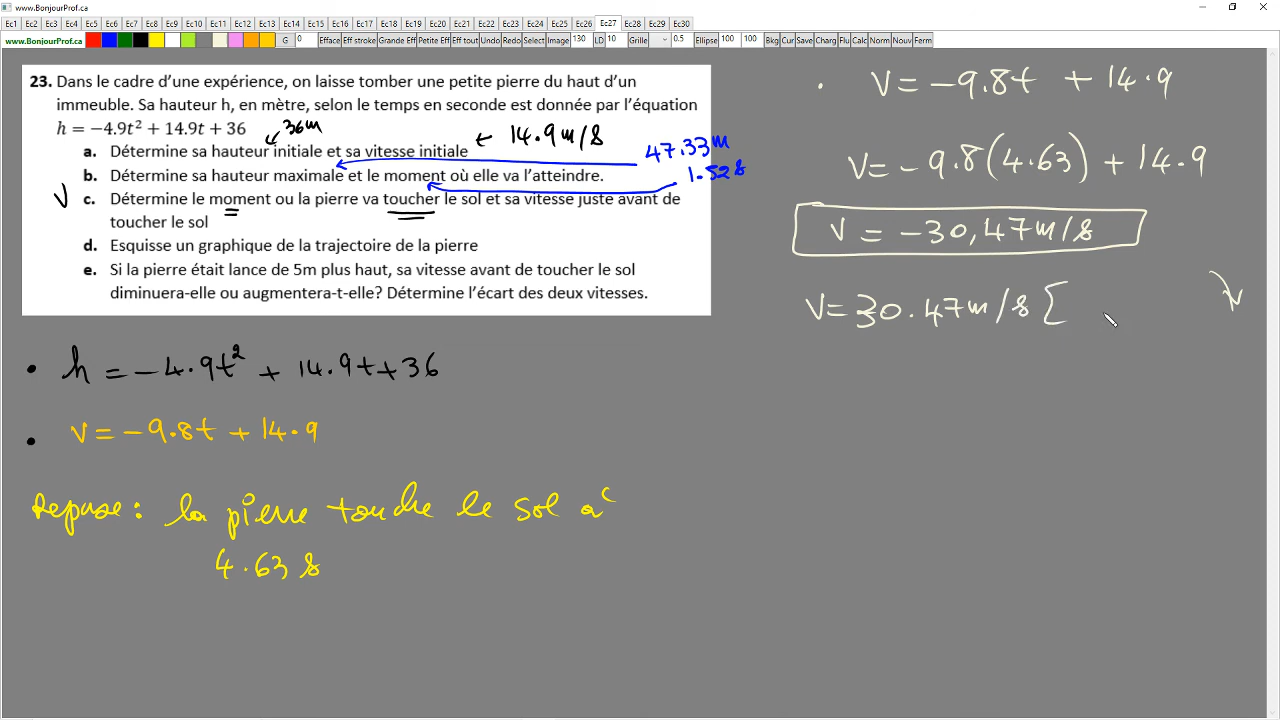 www.BonjourProf.ca
Ec1 Ec2 Ec3 Ec4 Ec5 Ec6 Ec7 Ec8 Ec9 Ec10 Ec11 Ec12 Ec13 Ec14 Ec15 Ec16 Ec17 Ec18 Ec19 Ec20 Ec21 Ec22 Ec23 Ec24 Ec25 Ec26 Ec27 Ec28 Ec29 Ec30
www.BonjourProf.ca G 0 Efface Eff stroke Grande Eff Petite Eff Eff tout Undo Redo Select Image 130 LD 10 Grille 0.5 Ellipse 100 100 Bkg Cur Save Charg Flu Calc Norm Nouv Ferm
23. Dans le cadre d'une expérience, on laisse tomber une petite pierre du haut d'un
immeuble. Sa hauteur h, en mètre, selon le temps en seconde est donnée par l'équation
h = −4.9t² + 14.9t + 36
36m
14.9m/s
a. Détermine sa hauteur initiale et sa vitesse initiale
47.33m
b. Détermine sa hauteur maximale et le moment où elle va l'atteindre.
1.52s
c. Détermine le moment ou la pierre va toucher le sol et sa vitesse juste avant de
toucher le sol
d. Esquisse un graphique de la trajectoire de la pierre
e. Si la pierre était lance de 5m plus haut, sa vitesse avant de toucher le sol
diminuera-elle ou augmentera-t-elle? Détermine l'écart des deux vitesses.
• h = −4.9t² + 14.9t + 36
• v = −9.8t + 14.9
la pierre touche le sol à
4.63 s
• V = −9.8t + 14.9
V = −9.8(4.63) + 14.9
V = −30,47m/s
V = 30.47m/s [